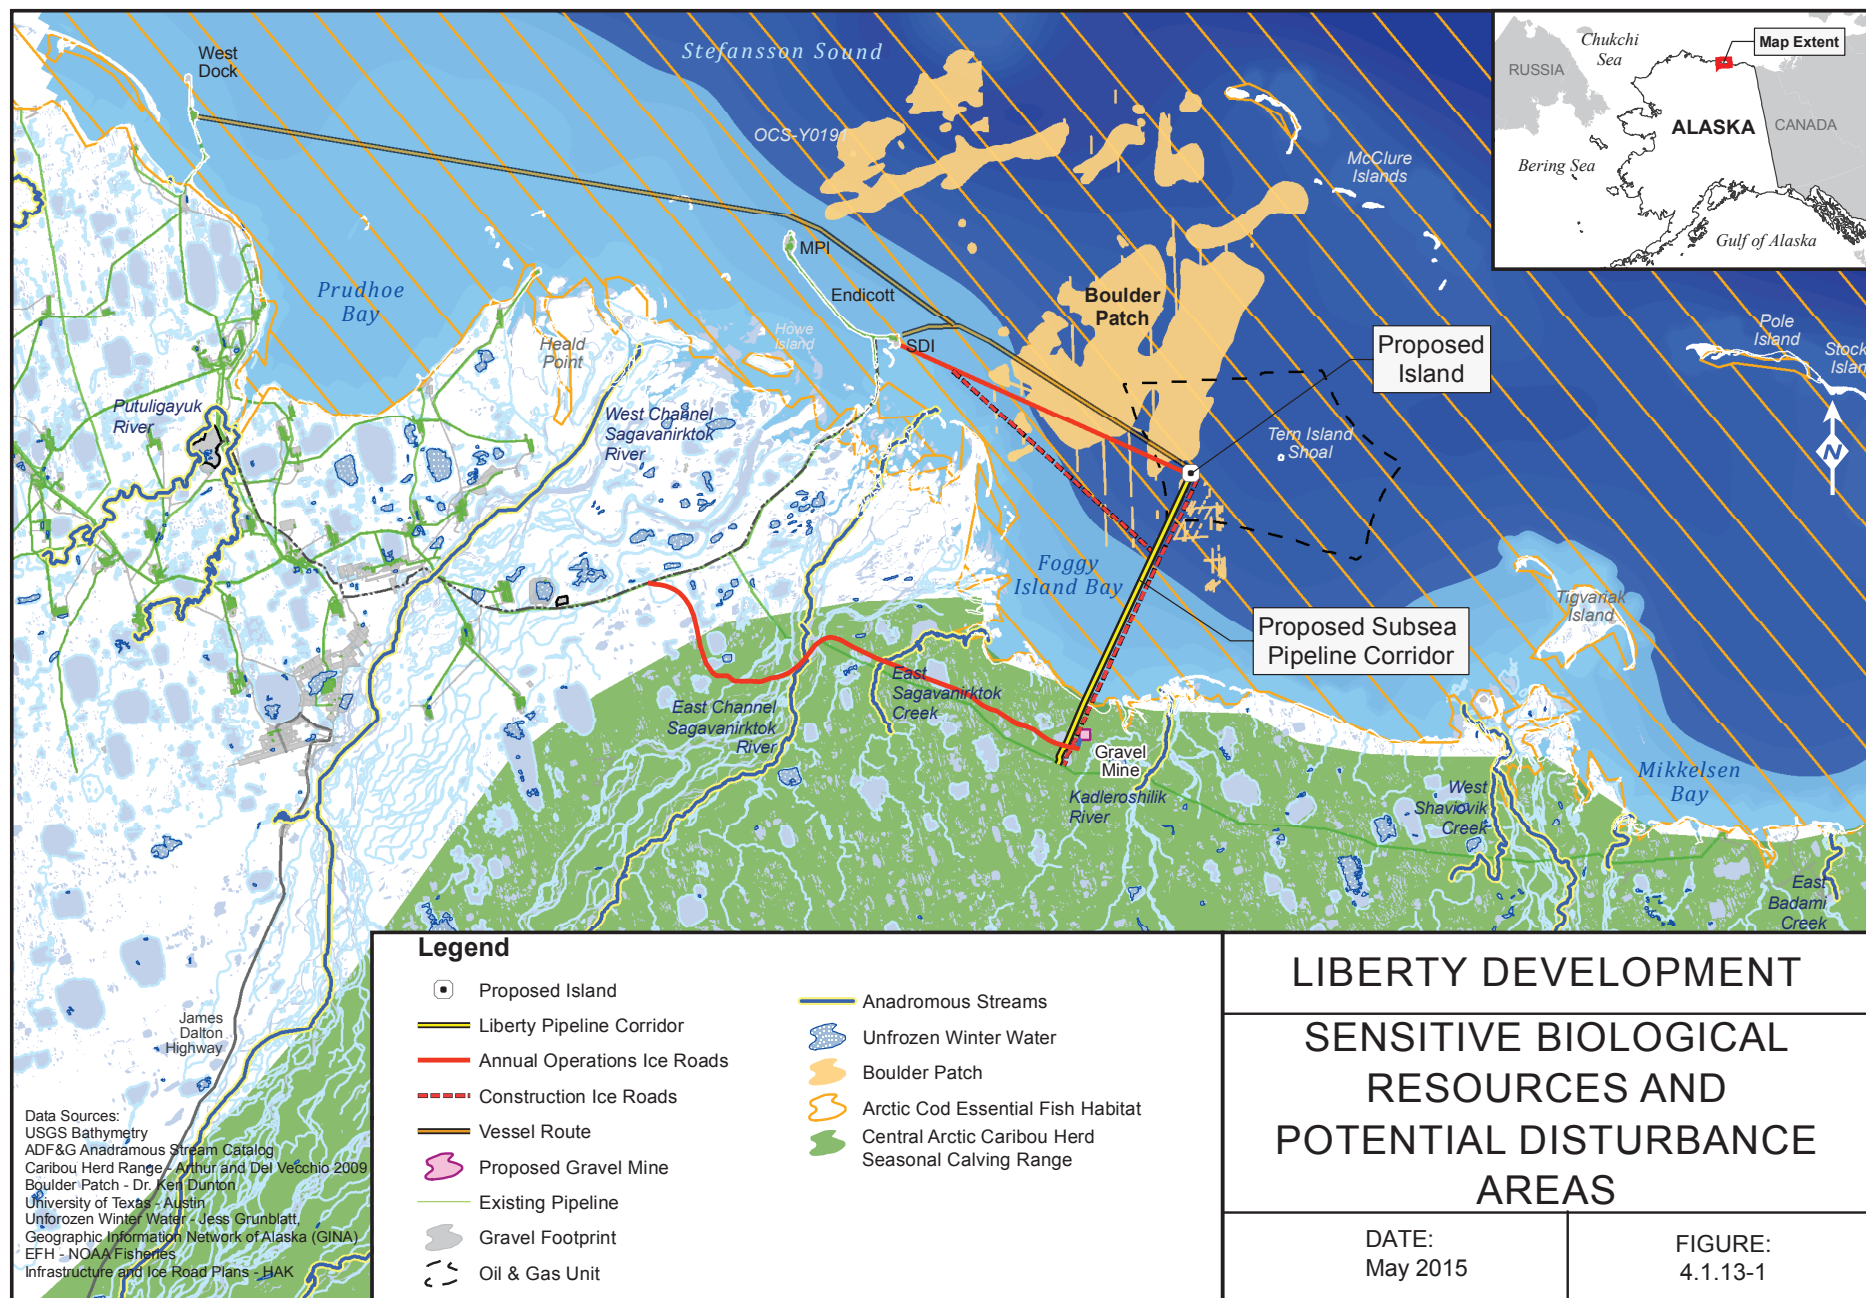 West
Dock
Stefansson Sound
OCS-Y0191
McClure
Islands
MPI
Endicott
Prudhoe
Bay
Howe
Island
SDI
Heald
Point
Boulder
Patch
Proposed
Island
Pole
Island
Stock
Islan
N
Putuligayuk
River
West Channel
Sagavanirktok
River
Tern Island
Shoal
Foggy
Island Bay
Tigvariak
Island
Proposed Subsea
Pipeline Corridor
East
Sagavanirktok
Creek
East Channel
Sagavanirktok
River
Gravel
Mine
Kadleroshilik
River
West
Shaviovik
Creek
Mikkelsen
Bay
East
Badami
Creek
James
Dalton
Highway
Chukchi
Sea
Map Extent
RUSSIA
ALASKA
CANADA
Bering Sea
Gulf of Alaska
Data Sources:
USGS Bathymetry
ADF&G Anadramous Stream Catalog
Caribou Herd Range - Arthur and Del Vecchio 2009
Boulder Patch - Dr. Ken Dunton
University of Texas - Austin
Unforozen Winter Water - Jess Grunblatt,
Geographic Information Network of Alaska (GINA)
EFH - NOAA Fisheries
Infrastructure and Ice Road Plans - HAK
Legend
Proposed Island
Liberty Pipeline Corridor
Annual Operations Ice Roads
Construction Ice Roads
Vessel Route
Proposed Gravel Mine
Existing Pipeline
Gravel Footprint
Oil & Gas Unit
Anadromous Streams
Unfrozen Winter Water
Boulder Patch
Arctic Cod Essential Fish Habitat
Central Arctic Caribou Herd
Seasonal Calving Range
LIBERTY DEVELOPMENT
SENSITIVE BIOLOGICAL
RESOURCES AND
POTENTIAL DISTURBANCE
AREAS
DATE:
May 2015
FIGURE:
4.1.13-1